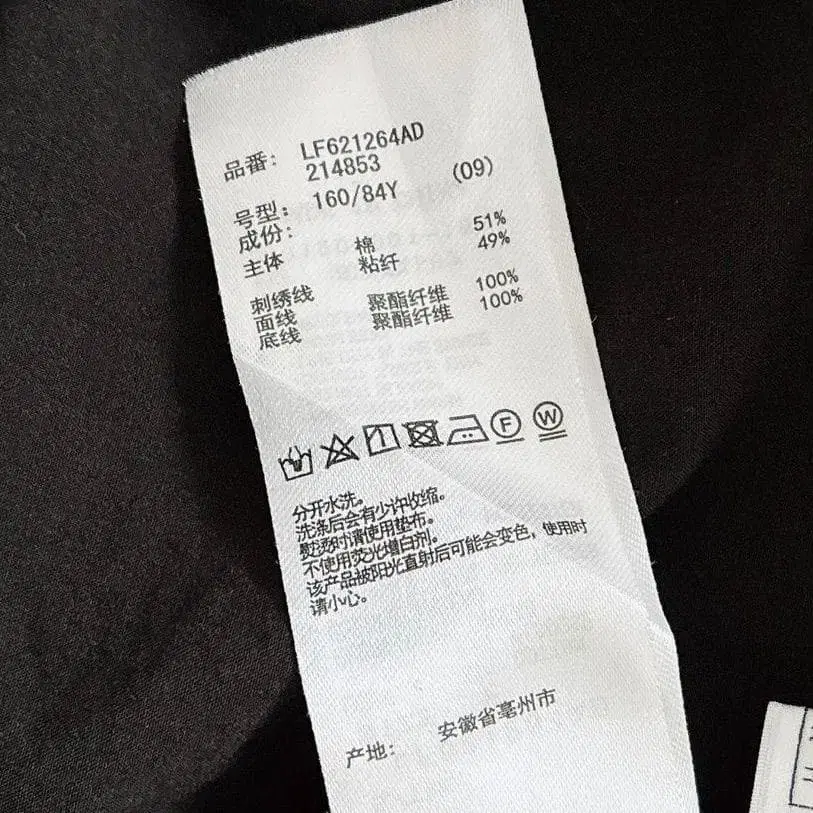 品番: LF621264AD
214853
号型: 160/84Y (09)
成份:
主体 棉 51%
粘纤 49%
刺绣线
面线 聚酯纤维 100%
底线 聚酯纤维 100%
F W
分开水洗。
洗涤后会有少许收缩。
熨烫时请使用垫布。
不使用荧光增白剂。
该产品被阳光直射后可能会变色，使用时
请小心。
产地: 安徽省亳州市